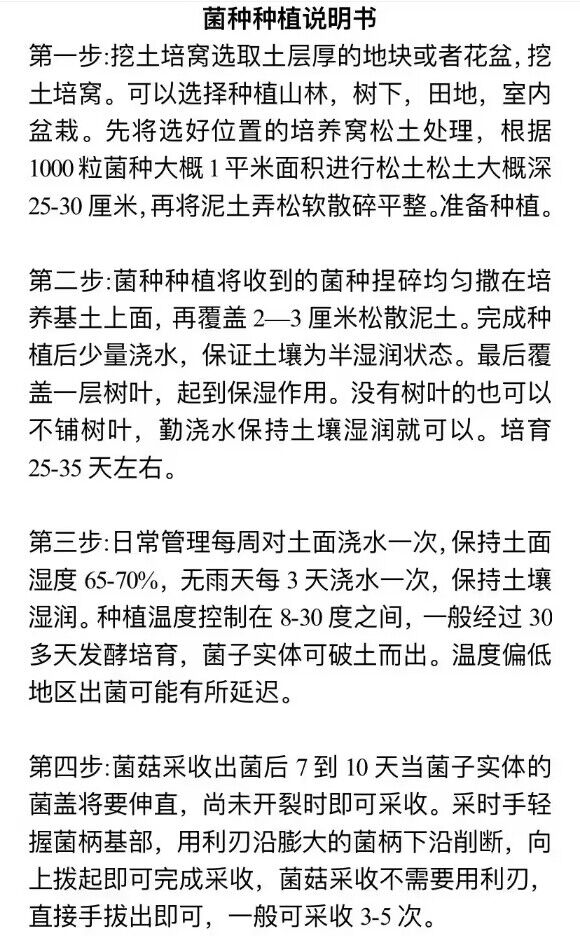 菌种种植说明书
第一步:挖土培窝选取土层厚的地块或者花盆,挖
土培窝。可以选择种植山林，树下，田地，室内
盆栽。先将选好位置的培养窝松土处理，根据
1000粒菌种大概1平米面积进行松土松土大概深
25-30厘米,再将泥土弄松软散碎平整。准备种植。
第二步:菌种种植将收到的菌种捏碎均匀撒在培
养基土上面，再覆盖2—3厘米松散泥土。完成种
植后少量浇水，保证土壤为半湿润状态。最后覆
盖一层树叶，起到保湿作用。没有树叶的也可以
不铺树叶，勤浇水保持土壤湿润就可以。培育
25-35天左右。
第三步:日常管理每周对土面浇水一次,保持土面
湿度65-70%，无雨天每3天浇水一次，保持土壤
湿润。种植温度控制在8-30度之间，一般经过30
多天发酵培育，菌子实体可破土而出。温度偏低
地区出菌可能有所延迟。
第四步:菌菇采收出菌后7到10天当菌子实体的
菌盖将要伸直，尚未开裂时即可采收。采时手轻
握菌柄基部，用利刃沿膨大的菌柄下沿削断，向
上拨起即可完成采收，菌菇采收不需要用利刃，
直接手拔出即可，一般可采收3-5次。